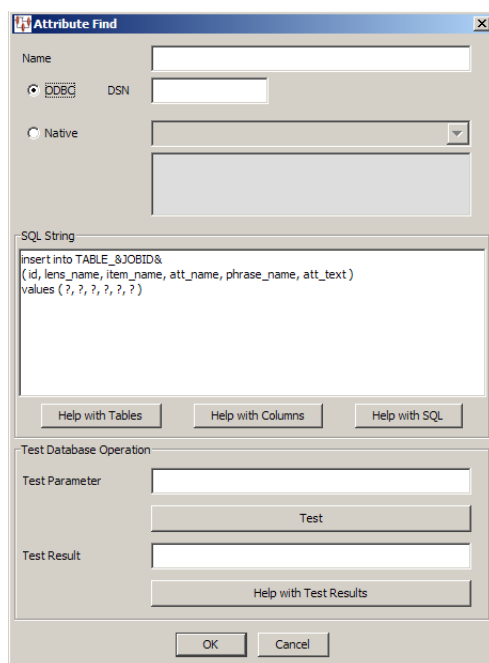 Attribute Find
Name
ODBC DSN
Native
SQL String
insert into TABLE_&JOBID&
( id, lens_name, item_name, att_name, phrase_name, att_text )
values ( ?, ?, ?, ?, ?, ? )
Help with Tables Help with Columns Help with SQL
Test Database Operation
Test Parameter
Test
Test Result
Help with Test Results
OK Cancel